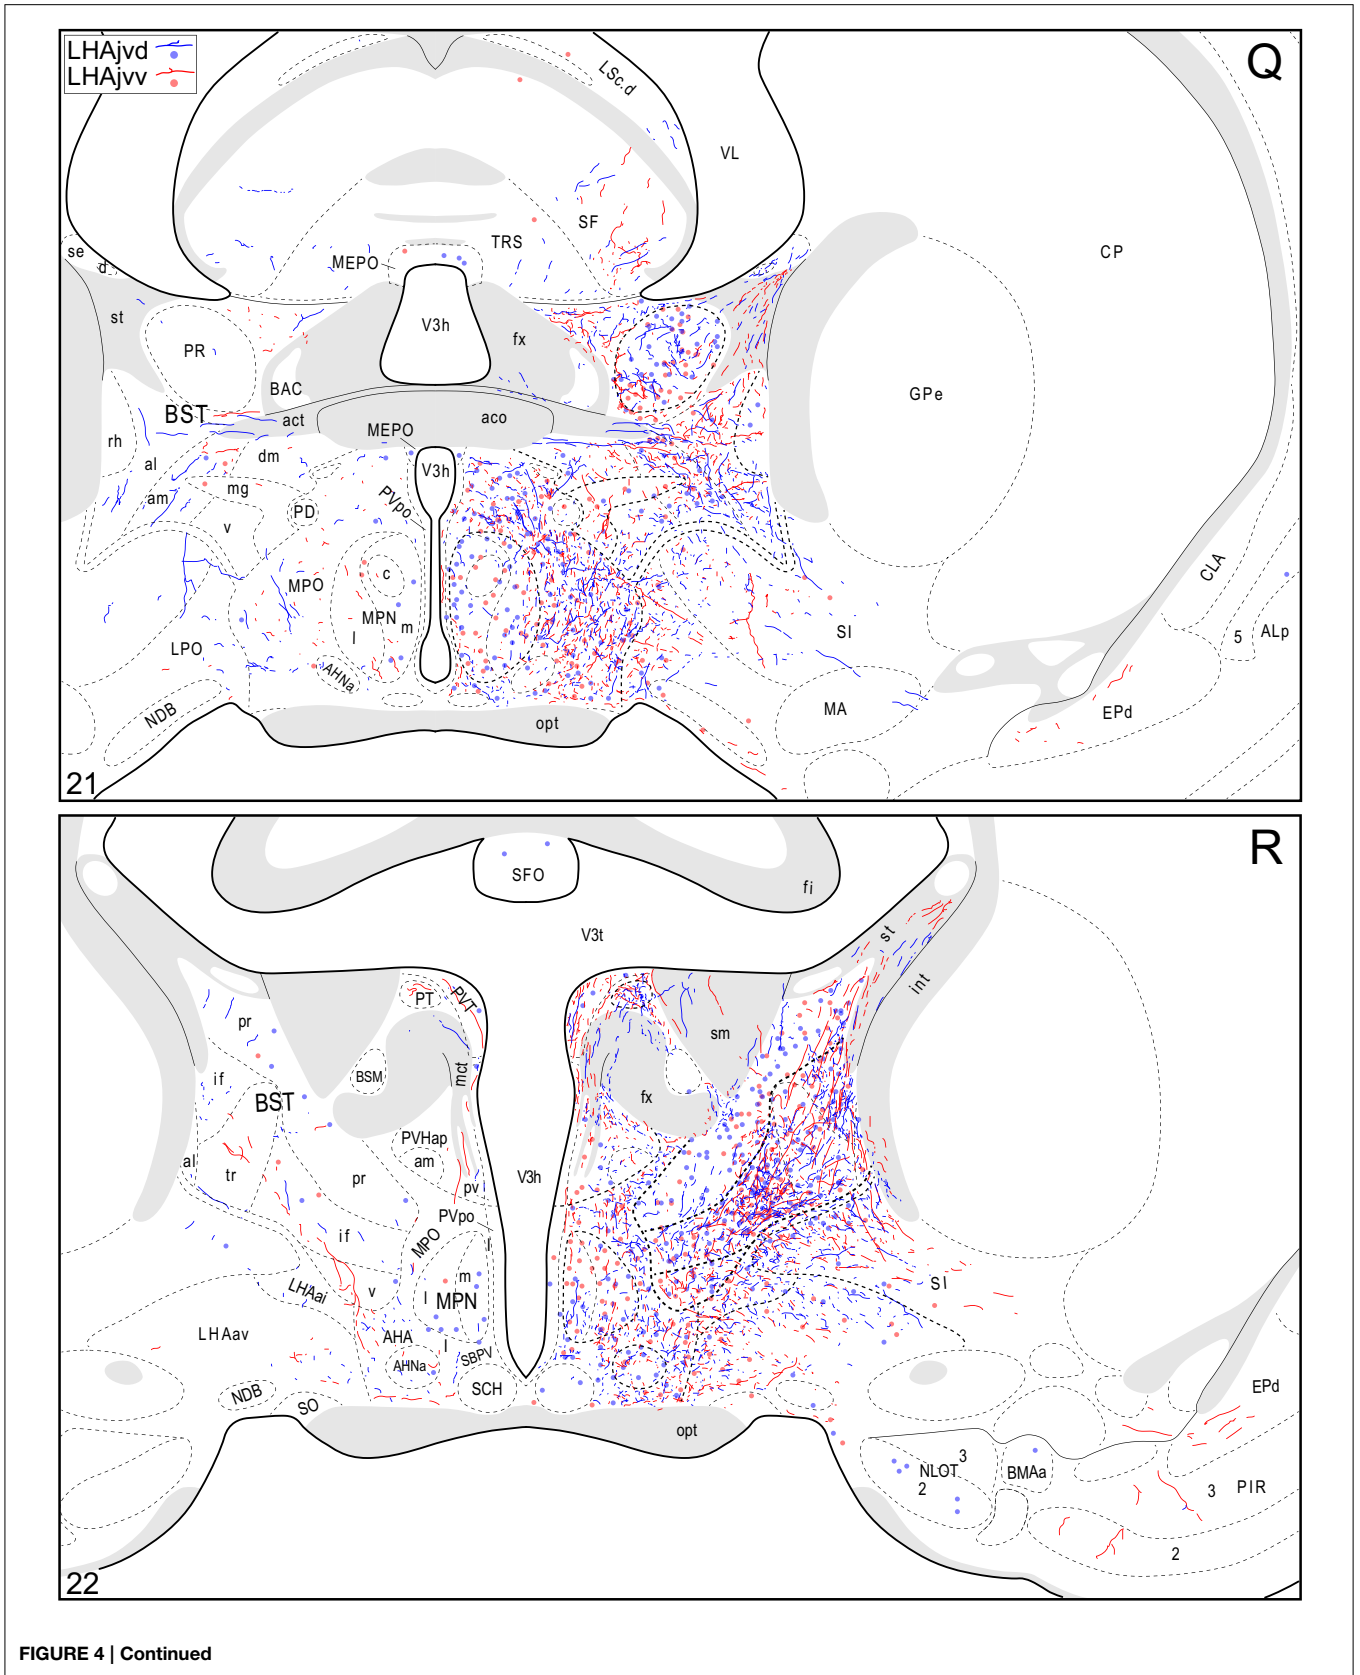 LHAjvd
LHAjvv
Q
LSc.d
VL
SF
TRS
MEPO
se
d
CP
st
V3h
fx
PR
BAC
GPe
BST
act
aco
MEPO
rh
al
dm
V3h
am
mg
PVpo
PD
v
c
CLA
MPO
MPN
m
l
SI
5
ALp
LPO
AHNa
MA
NDB
opt
EPd
21
R
SFO
fi
V3t
st
int
PT
PVT
pr
sm
BSM
mct
if
fx
BST
PVHap
al
tr
am
pr
V3h
pv
PVpo
if
MPO
m
SI
LHAai
v
l
MPN
LHAav
AHA
l
SBPV
AHNa
NDB
SCH
EPd
SO
opt
3
NLOT
BMAa
2
3
PIR
2
22
FIGURE 4 | Continued